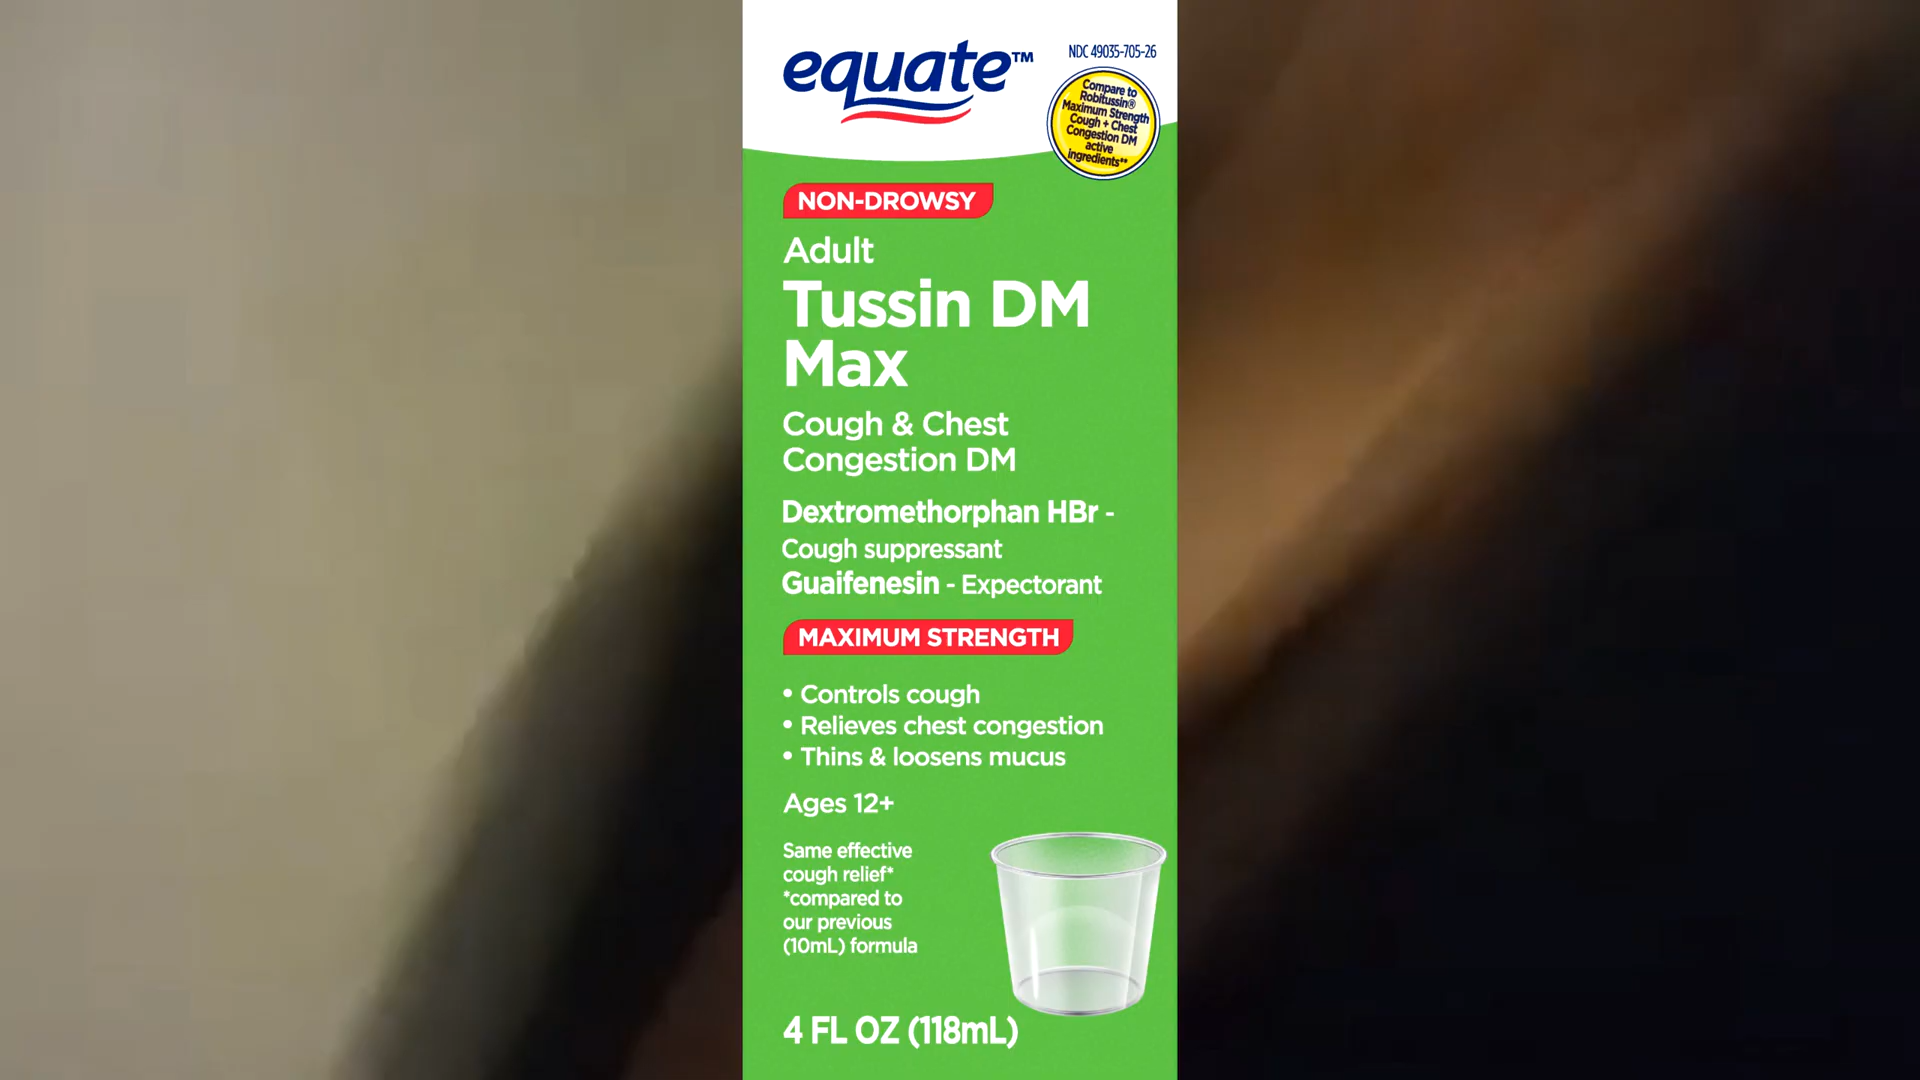 equate™
NDC 49035-705-26
Compare to
Robitussin®
Maximum Strength
Cough + Chest
Congestion DM
active
ingredients**
NON-DROWSY
Adult
Tussin DM
Max
Cough & Chest
Congestion DM
Dextromethorphan HBr -
Cough suppressant
Guaifenesin - Expectorant
MAXIMUM STRENGTH
• Controls cough
• Relieves chest congestion
• Thins & loosens mucus
Ages 12+
Same effective
cough relief*
*compared to
our previous
(10mL) formula
4 FL OZ (118mL)